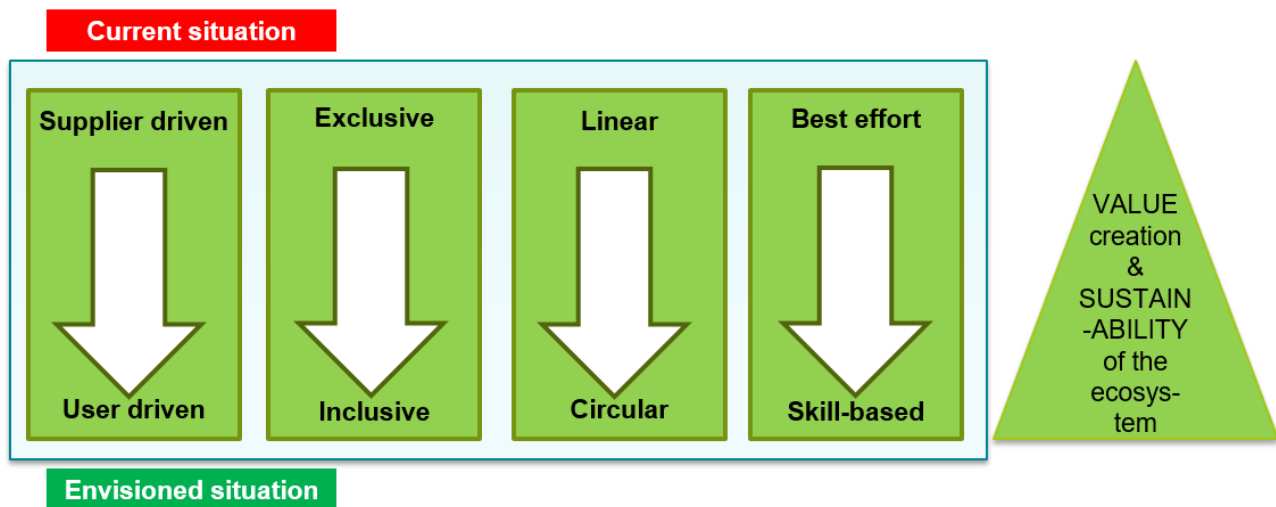 Current situation
Supplier driven
Exclusive
Linear
Best effort
User driven
Inclusive
Circular
Skill-based
VALUE
creation
&
SUSTAIN
-ABILITY
of the
ecosys-
tem
Envisioned situation